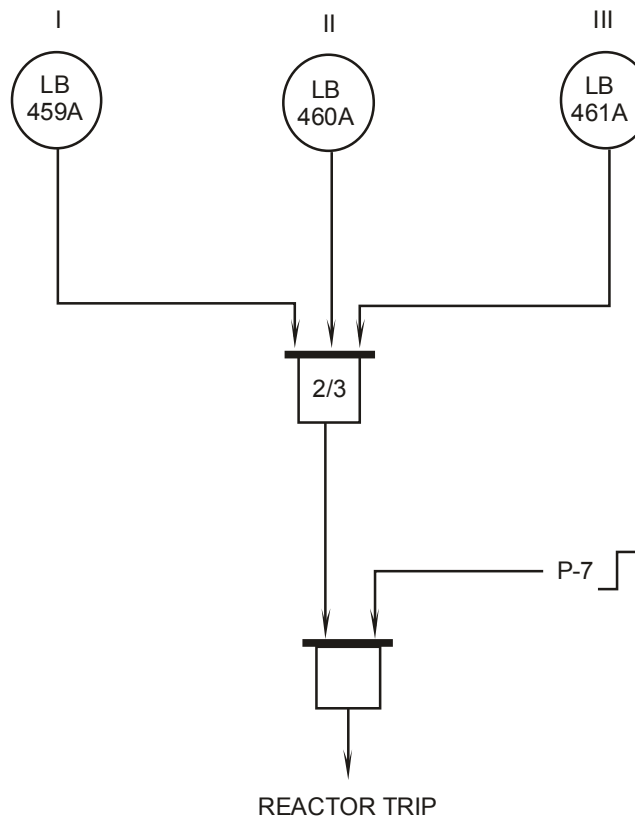 I
II
III
LB
459A
LB
460A
LB
461A
2/3
P-7
REACTOR TRIP